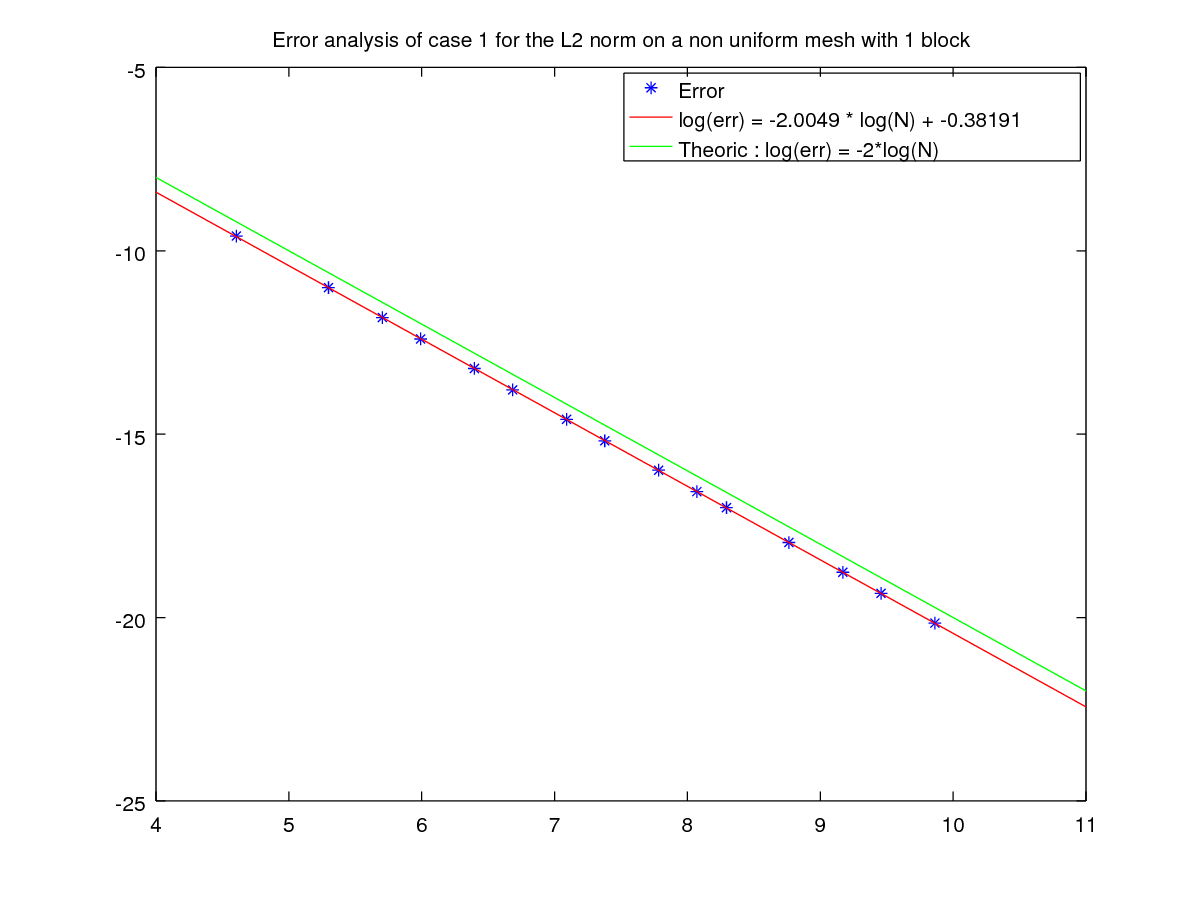 Error analysis of case 1 for the L2 norm on a non uniform mesh with 1 block
Error
log(err) = -2.0049 * log(N) + -0.38191
Theoric : log(err) = -2*log(N)
-5
-10
-15
-20
-25
4 5 6 7 8 9 10 11